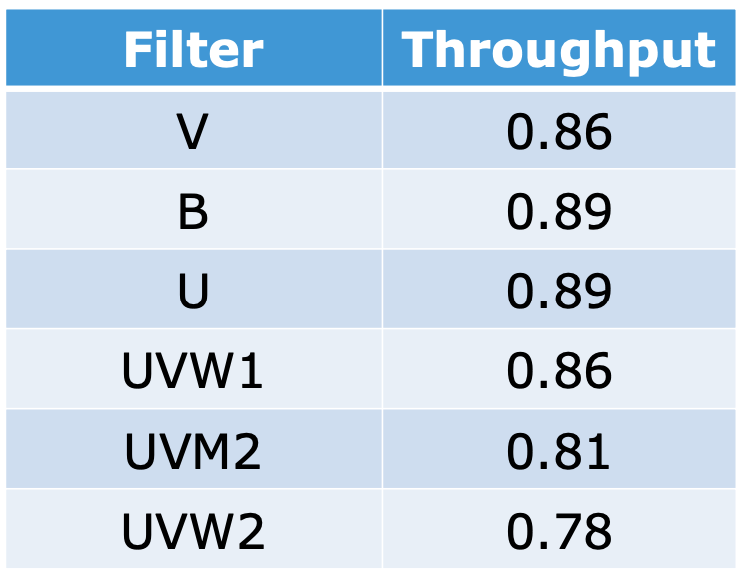 Filter Throughput
V 0.86
B 0.89
U 0.89
UVW1 0.86
UVM2 0.81
UVW2 0.78